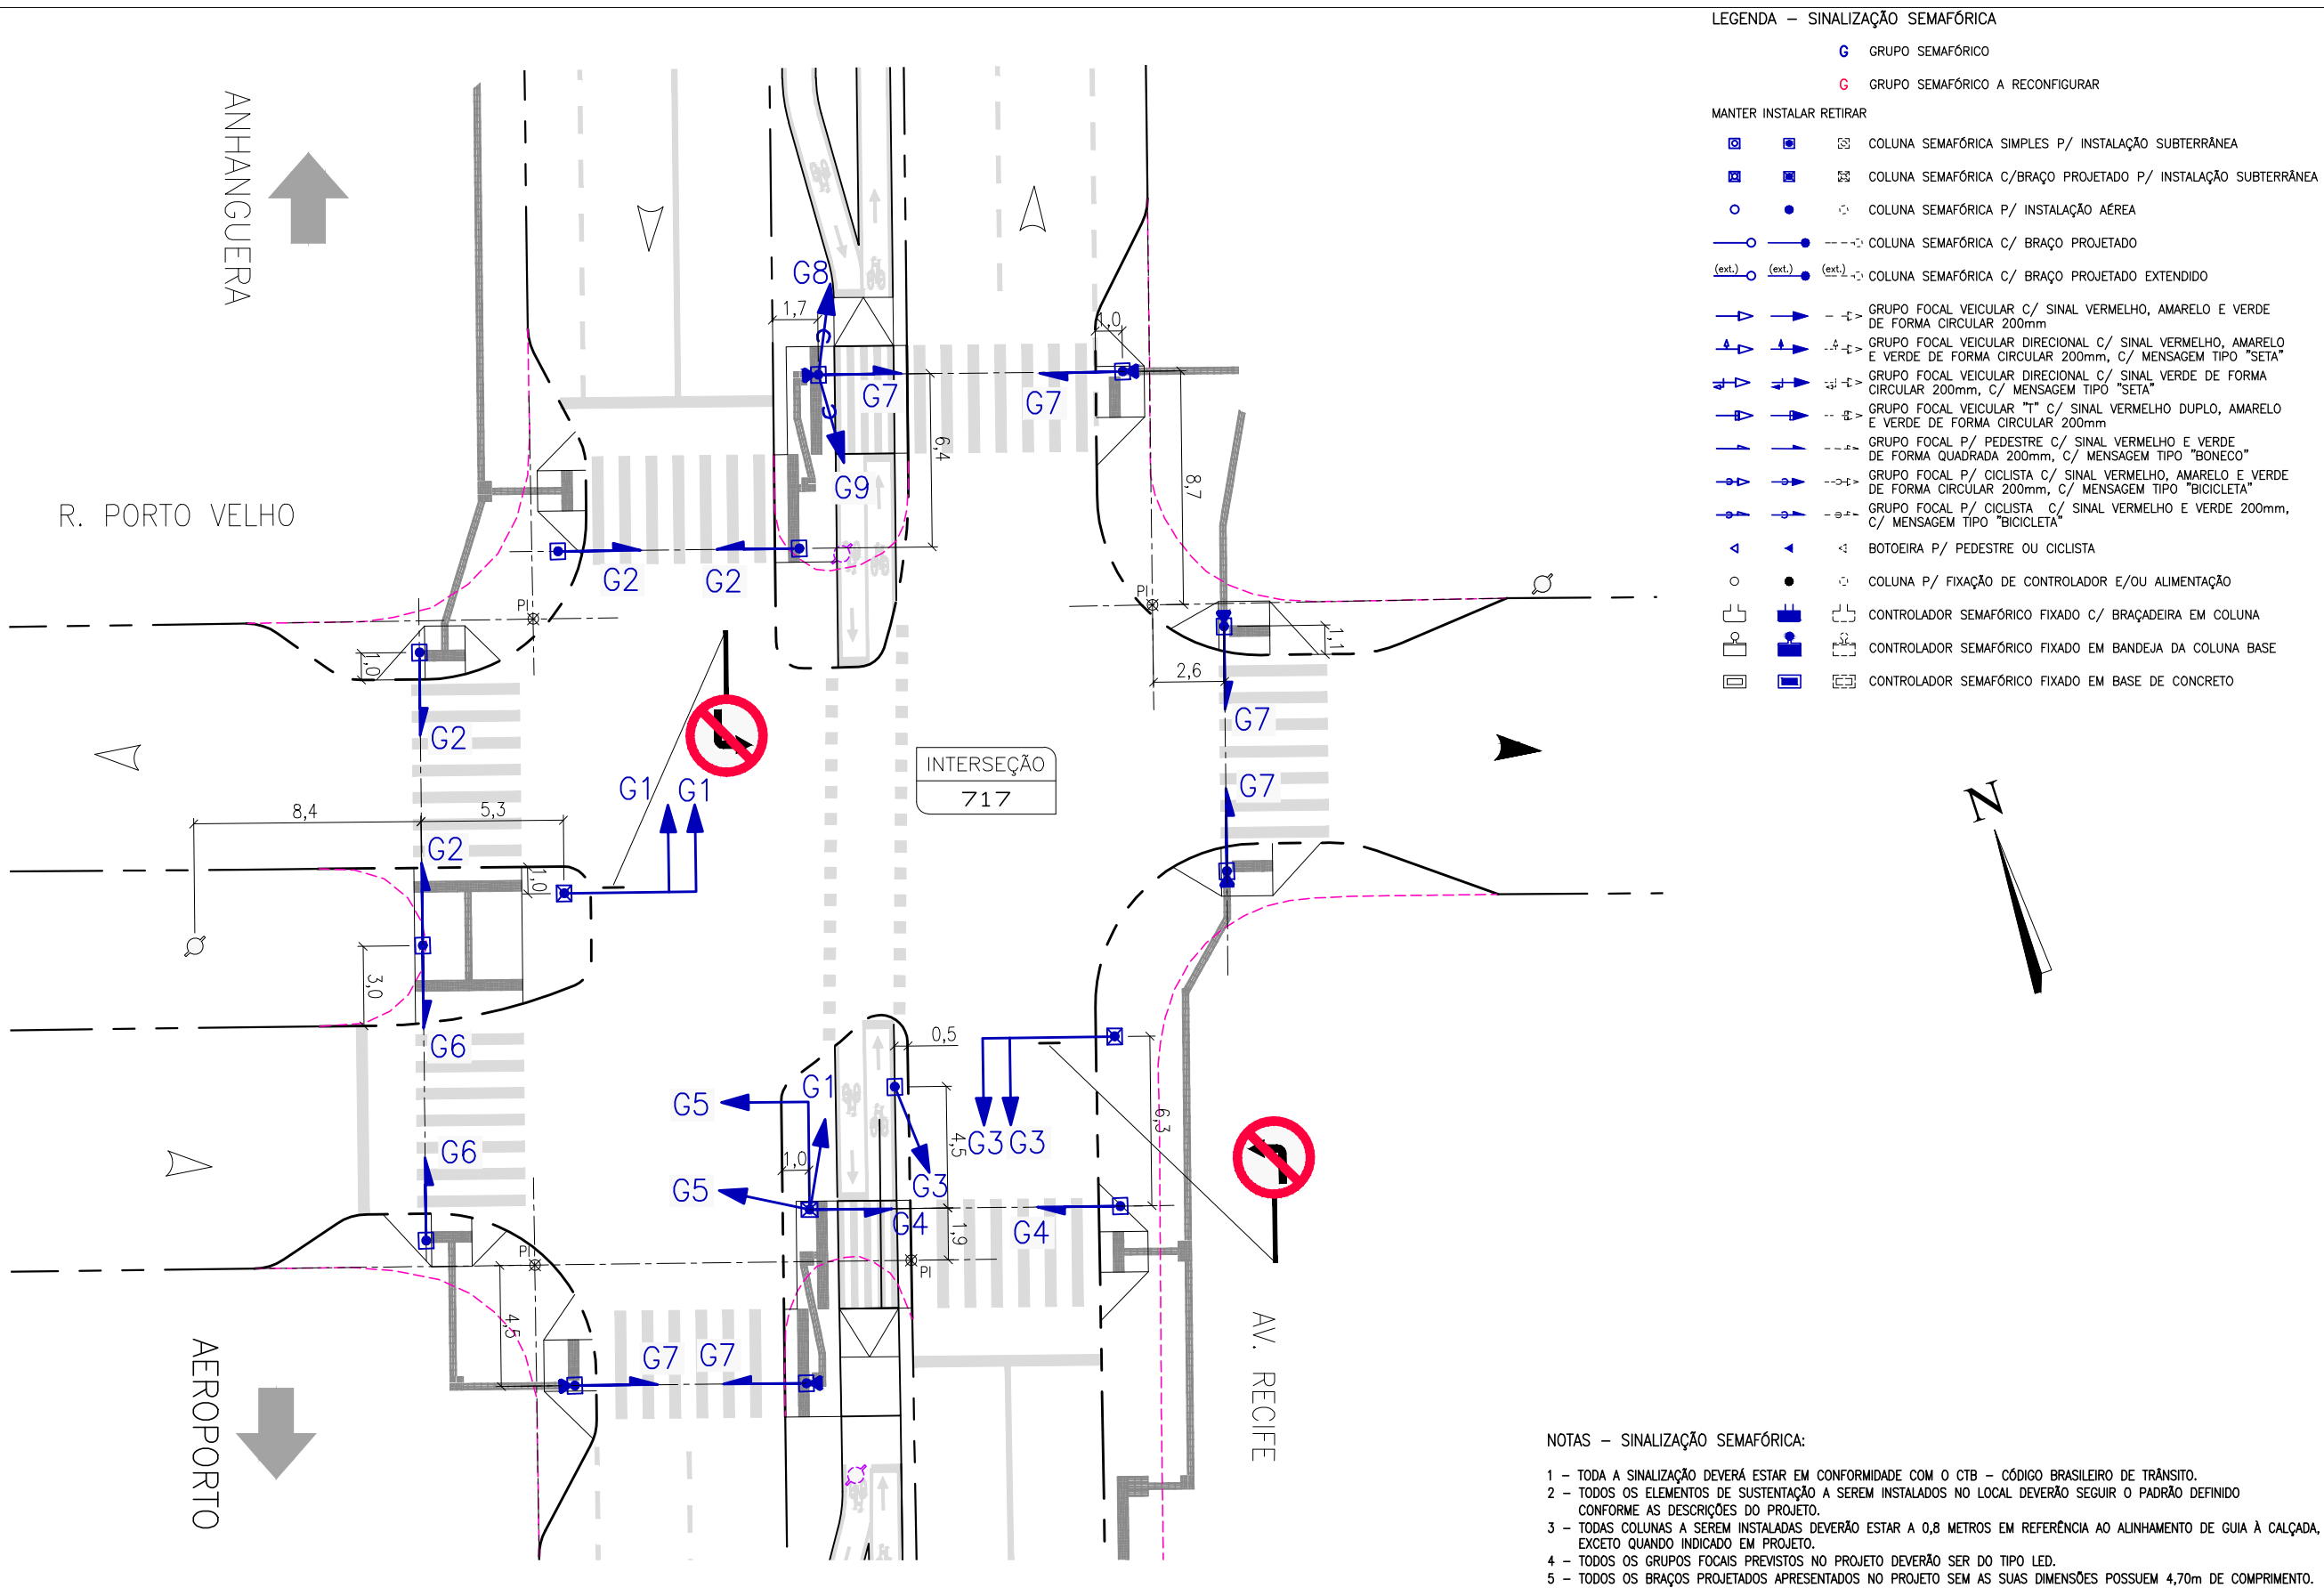 LEGENDA – SINALIZAÇÃO SEMAFÓRICA
G GRUPO SEMAFÓRICO
G GRUPO SEMAFÓRICO A RECONFIGURAR
MANTER INSTALAR RETIRAR
COLUNA SEMAFÓRICA SIMPLES P/ INSTALAÇÃO SUBTERRÂNEA
COLUNA SEMAFÓRICA C/BRAÇO PROJETADO P/ INSTALAÇÃO SUBTERRÂNEA
COLUNA SEMAFÓRICA P/ INSTALAÇÃO AÉREA
COLUNA SEMAFÓRICA C/ BRAÇO PROJETADO
(ext.) (ext.) (ext.) COLUNA SEMAFÓRICA C/ BRAÇO PROJETADO EXTENDIDO
GRUPO FOCAL VEICULAR C/ SINAL VERMELHO, AMARELO E VERDE
DE FORMA CIRCULAR 200mm
GRUPO FOCAL VEICULAR DIRECIONAL C/ SINAL VERMELHO, AMARELO
E VERDE DE FORMA CIRCULAR 200mm, C/ MENSAGEM TIPO "SETA"
GRUPO FOCAL VEICULAR DIRECIONAL C/ SINAL VERDE DE FORMA
CIRCULAR 200mm, C/ MENSAGEM TIPO "SETA"
GRUPO FOCAL VEICULAR "T" C/ SINAL VERMELHO DUPLO, AMARELO
E VERDE DE FORMA CIRCULAR 200mm
GRUPO FOCAL P/ PEDESTRE C/ SINAL VERMELHO E VERDE
DE FORMA QUADRADA 200mm, C/ MENSAGEM TIPO "BONECO"
GRUPO FOCAL P/ CICLISTA C/ SINAL VERMELHO, AMARELO E VERDE
DE FORMA CIRCULAR 200mm, C/ MENSAGEM TIPO "BICICLETA"
GRUPO FOCAL P/ CICLISTA C/ SINAL VERMELHO E VERDE 200mm,
C/ MENSAGEM TIPO "BICICLETA"
BOTOEIRA P/ PEDESTRE OU CICLISTA
COLUNA P/ FIXAÇÃO DE CONTROLADOR E/OU ALIMENTAÇÃO
CONTROLADOR SEMAFÓRICO FIXADO C/ BRAÇADEIRA EM COLUNA
CONTROLADOR SEMAFÓRICO FIXADO EM BANDEJA DA COLUNA BASE
CONTROLADOR SEMAFÓRICO FIXADO EM BASE DE CONCRETO
ANHANGUERA
R. PORTO VELHO
G8
1,7
1,0
G7
G7
6,4
8,7
G9
G2
G2
PI
PI
1,0
1,1
2,6
G2
G7
INTERSEÇÃO
717
G1
G1
G7
8,4
5,3
G2
1,0
N
3,0
G6
0,5
G1
G5
G3
G3
6,3
4,5
G6
1,0
G5
G3
G4
G4
1,9
PI
PI
4,5
G7
G7
AEROPORTO
AV. RECIFE
NOTAS – SINALIZAÇÃO SEMAFÓRICA:
1 – TODA A SINALIZAÇÃO DEVERÁ ESTAR EM CONFORMIDADE COM O CTB – CÓDIGO BRASILEIRO DE TRÂNSITO.
2 – TODOS OS ELEMENTOS DE SUSTENTAÇÃO A SEREM INSTALADOS NO LOCAL DEVERÃO SEGUIR O PADRÃO DEFINIDO
CONFORME AS DESCRIÇÕES DO PROJETO.
3 – TODAS COLUNAS A SEREM INSTALADAS DEVERÃO ESTAR A 0,8 METROS EM REFERÊNCIA AO ALINHAMENTO DE GUIA À CALÇADA,
EXCETO QUANDO INDICADO EM PROJETO.
4 – TODOS OS GRUPOS FOCAIS PREVISTOS NO PROJETO DEVERÃO SER DO TIPO LED.
5 – TODOS OS BRAÇOS PROJETADOS APRESENTADOS NO PROJETO SEM AS SUAS DIMENSÕES POSSUEM 4,70m DE COMPRIMENTO.